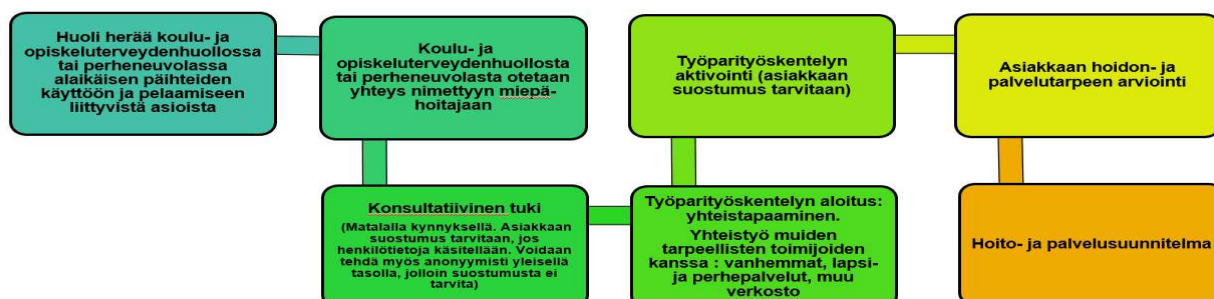 Huoli herää koulu- ja
opiskeluterveydenhuollossa
tai perheneuvolassa
alaikäisen päihteiden
käyttöön ja pelaamiseen
liittyvistä asioista
Koulu- ja
opiskeluterveydenhuollosta
tai perheneuvolasta otetaan
yhteys nimettyyn miepä-
hoitajaan
Konsultatiivinen tuki
(Matalalla kynnyksellä. Asiakkaan
suostumus tarvitaan, jos
henkilötietoja käsitellään. Voidaan
tehdä myös anonyymisti yleisellä
tasolla, jolloin suostumusta ei
tarvita)
Työparityöskentelyn aloitus:
yhteistapaaminen.
Yhteistyö muiden
tarpeellisten toimijoiden
kanssa : vanhemmat, lapsi-
ja perhepalvelut, muu
verkosto
Työparityöskentelyn
aktivointi (asiakkaan
suostumus tarvitaan)
Asiakkaan hoidon- ja
palvelutarpeen arviointi
Hoito- ja palvelusuunnitelma